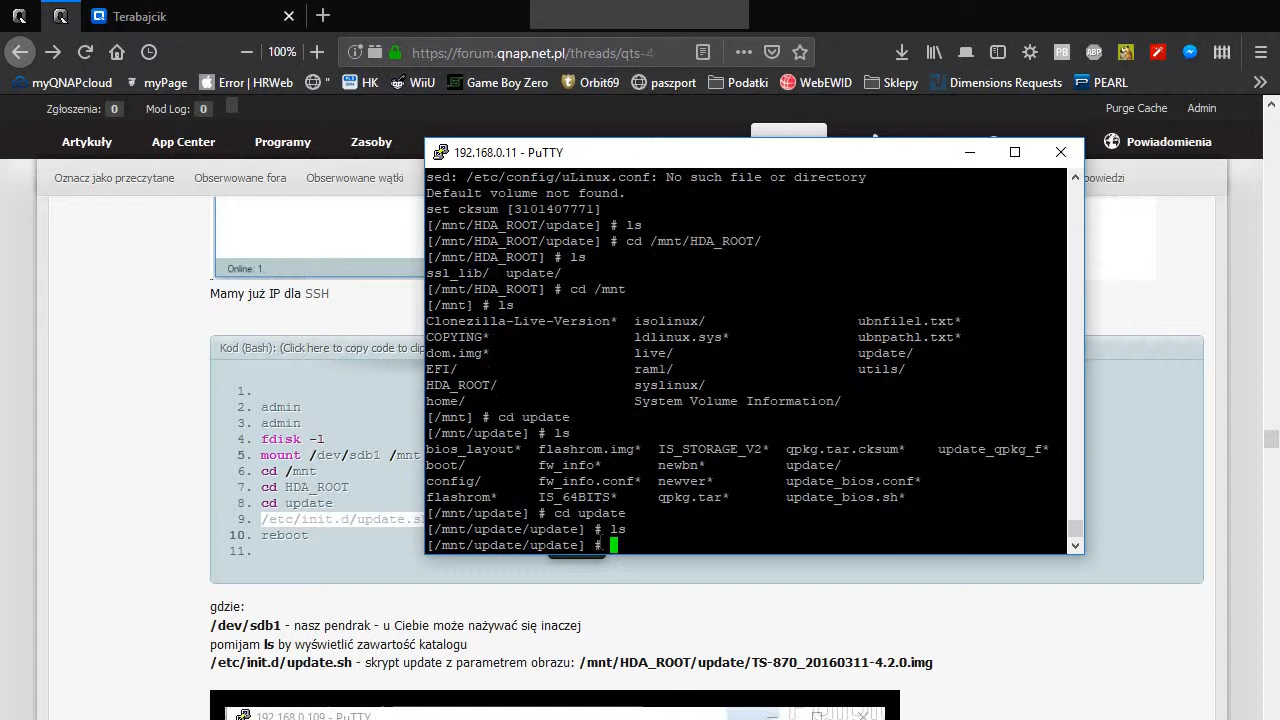 Terabajcik
100%
https://forum.qnap.net.pl/threads/qts-4
PB
ABP
myQNAPcloud
myPage
Error | HRWeb
"
HK
WiiU
Game Boy Zero
Orbit69
paszport
Podatki
WebEWID
Sklepy
Dimensions Requests
PEARL
Zgłoszenia: 0
Mod Log: 0
Purge Cache
Admin
Artykuły
App Center
Programy
Zasoby
Powiadomienia
Oznacz jako przeczytane
Obserwowane fora
Obserwowane wątki
powiedzi
Online: 1.
Mamy już IP dla SSH
Kod (Bash): (Click here to copy code to cli
1.
2. admin
3. admin
4. fdisk -l
5. mount /dev/sdb1 /mnt
6. cd /mnt
7. cd HDA_ROOT
8. cd update
9. /etc/init.d/update.sh
10. reboot
11.
192.168.0.11 - PuTTY
sed: /etc/config/uLinux.conf: No such file or directory
Default volume not found.
set cksum [3101407771]
[/mnt/HDA_ROOT/update] # ls
[/mnt/HDA_ROOT/update] # cd /mnt/HDA_ROOT/
[/mnt/HDA_ROOT] # ls
ssl_lib/ update/
[/mnt/HDA_ROOT] # cd /mnt
[/mnt] # ls
Clonezilla-Live-Version* isolinux/ ubnfilel.txt*
COPYING* ldlinux.sys* ubnpathl.txt*
dom.img* live/ update/
EFI/ raml/ utils/
HDA_ROOT/ syslinux/
home/ System Volume Information/
[/mnt] # cd update
[/mnt/update] # ls
bios_layout* flashrom.img* IS_STORAGE_V2* qpkg.tar.cksum* update_qpkg_f*
boot/ fw_info* newbn* update/
config/ fw_info.conf* newver* update_bios.conf*
flashrom* IS_64BITS* qpkg.tar* update_bios.sh*
[/mnt/update] # cd update
[/mnt/update/update] # ls
[/mnt/update/update] #
gdzie:
/dev/sdb1 - nasz pendrak - u Ciebie może nażywać się inaczej
pomijam ls by wyświetlić zawartość katalogu
/etc/init.d/update.sh - skrypt update z parametrem obrazu: /mnt/HDA_ROOT/update/TS-870_20160311-4.2.0.img
192.168.0.109 - PuTTY